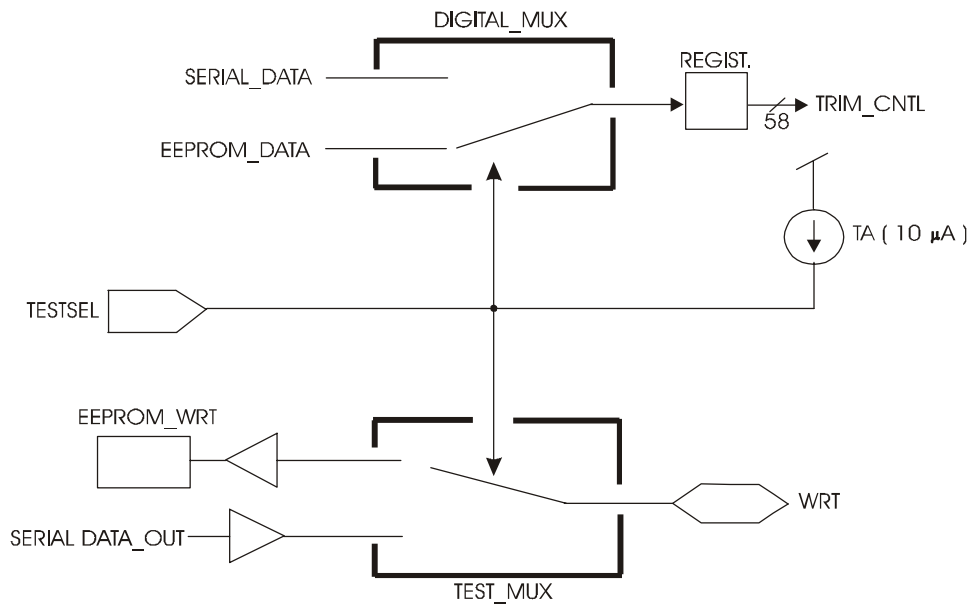 DIGITAL_MUX
SERIAL_DATA
REGIST.
TRIM_CNTL
58
EEPROM_DATA
TA ( 10 µA )
TESTSEL
EEPROM_WRT
WRT
SERIAL DATA_OUT
TEST_MUX